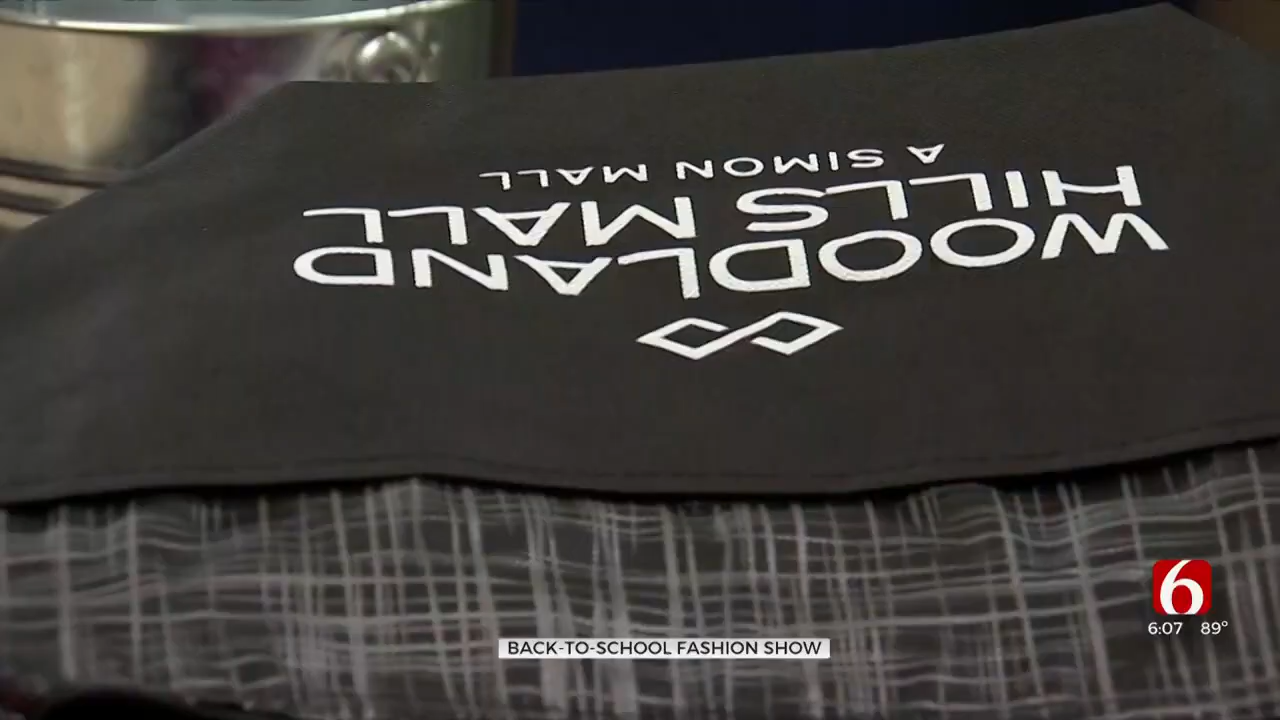 WOODLAND
HILLS MALL
A SIMON MALL
6
6:07 89°
BACK-TO-SCHOOL FASHION SHOW